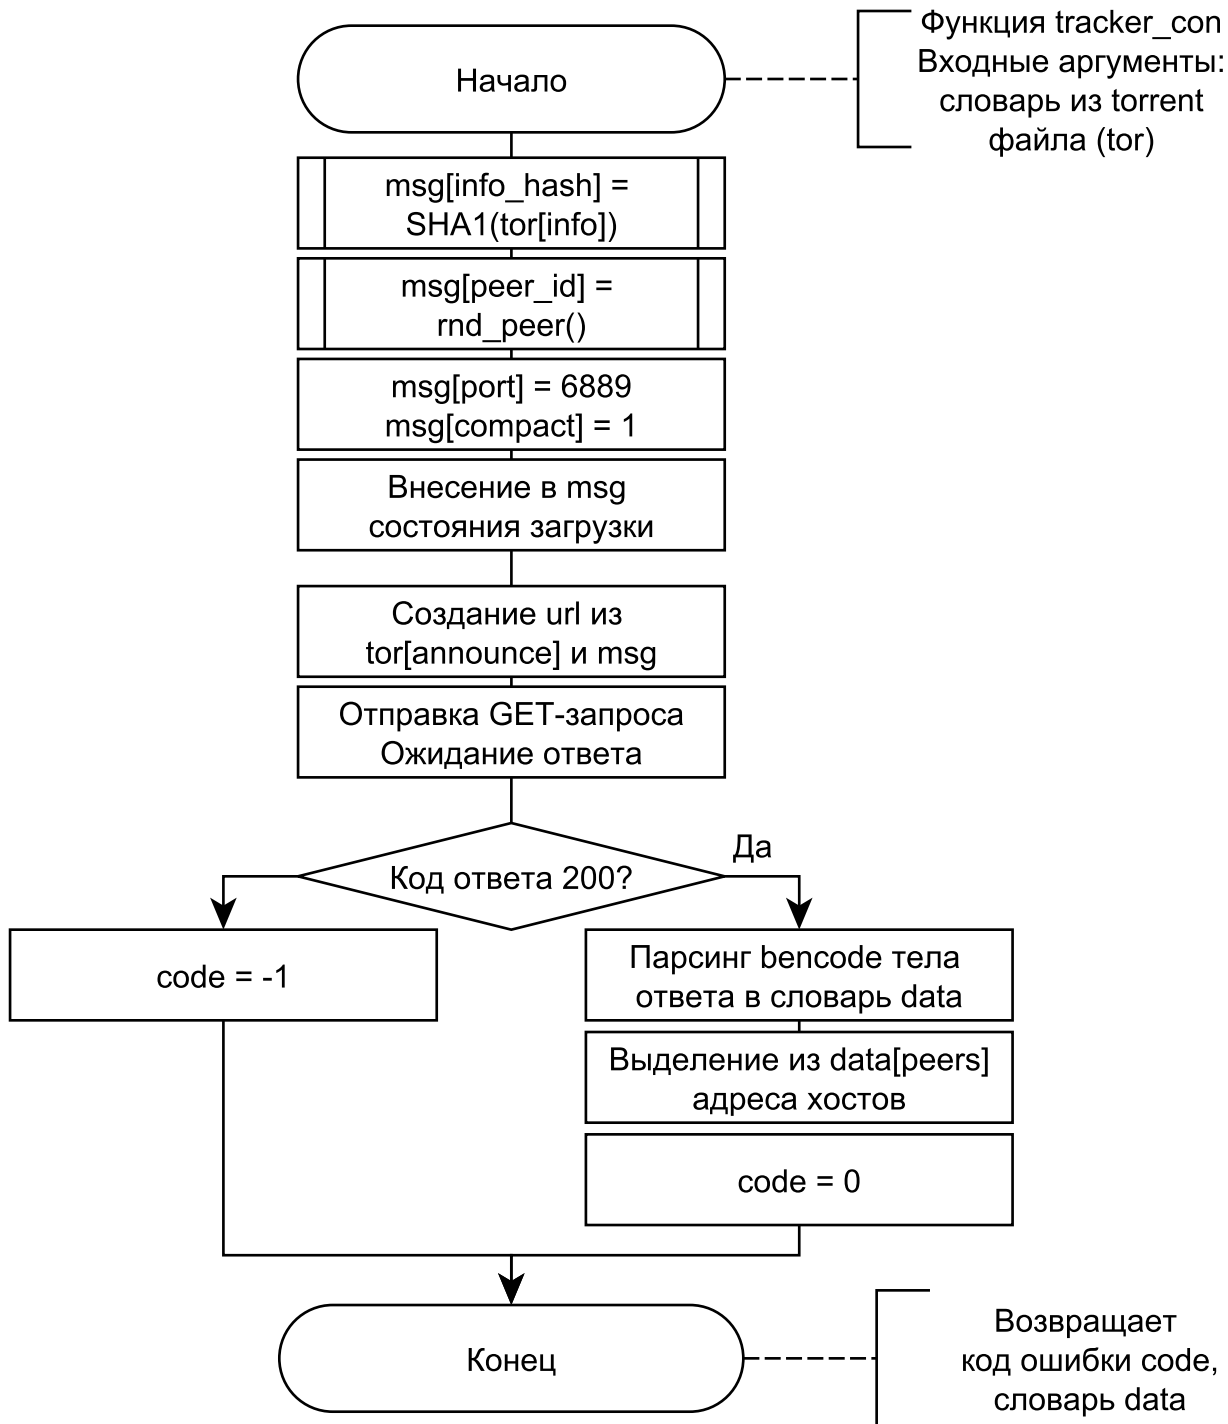 Начало
Функция tracker_con
Входные аргументы:
словарь из torrent
файла (tor)
msg[info_hash] =
SHA1(tor[info])
msg[peer_id] =
rnd_peer()
msg[port] = 6889
msg[compact] = 1
Внесение в msg
состояния загрузки
Создание url из
tor[announce] и msg
Отправка GET-запроса
Ожидание ответа
Код ответа 200?
Да
code = -1
Парсинг bencode тела
ответа в словарь data
Выделение из data[peers]
адреса хостов
code = 0
Конец
Возвращает
код ошибки code,
словарь data